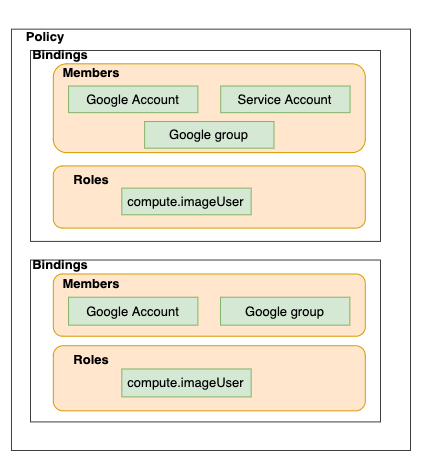 Policy
Bindings
Members
Google Account
Service Account
Google group
Roles
compute.imageUser
Bindings
Members
Google Account
Google group
Roles
compute.imageUser